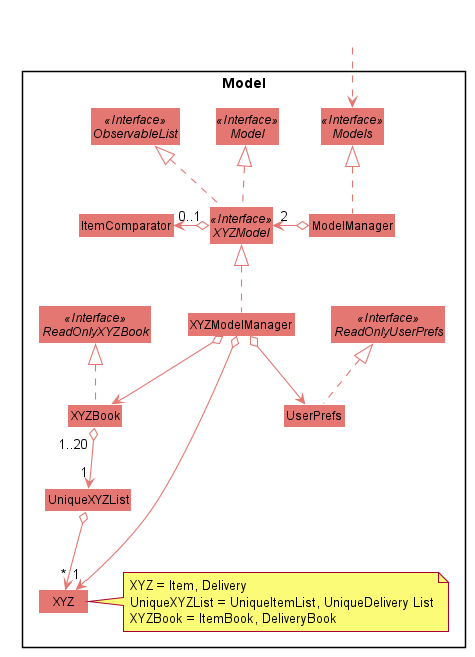 Model
«Interface»
ObservableList
«Interface»
Model
«Interface»
Models
ItemComparator
0..1
«Interface»
XYZModel
2
ModelManager
XYZModelManager
«Interface»
ReadOnlyXYZBook
«Interface»
ReadOnlyUserPrefs
XYZBook
UserPrefs
1..20
1
UniqueXYZList
* 1
XYZ
XYZ = Item, Delivery
UniqueXYZList = UniqueItemList, UniqueDelivery List
XYZBook = ItemBook, DeliveryBook